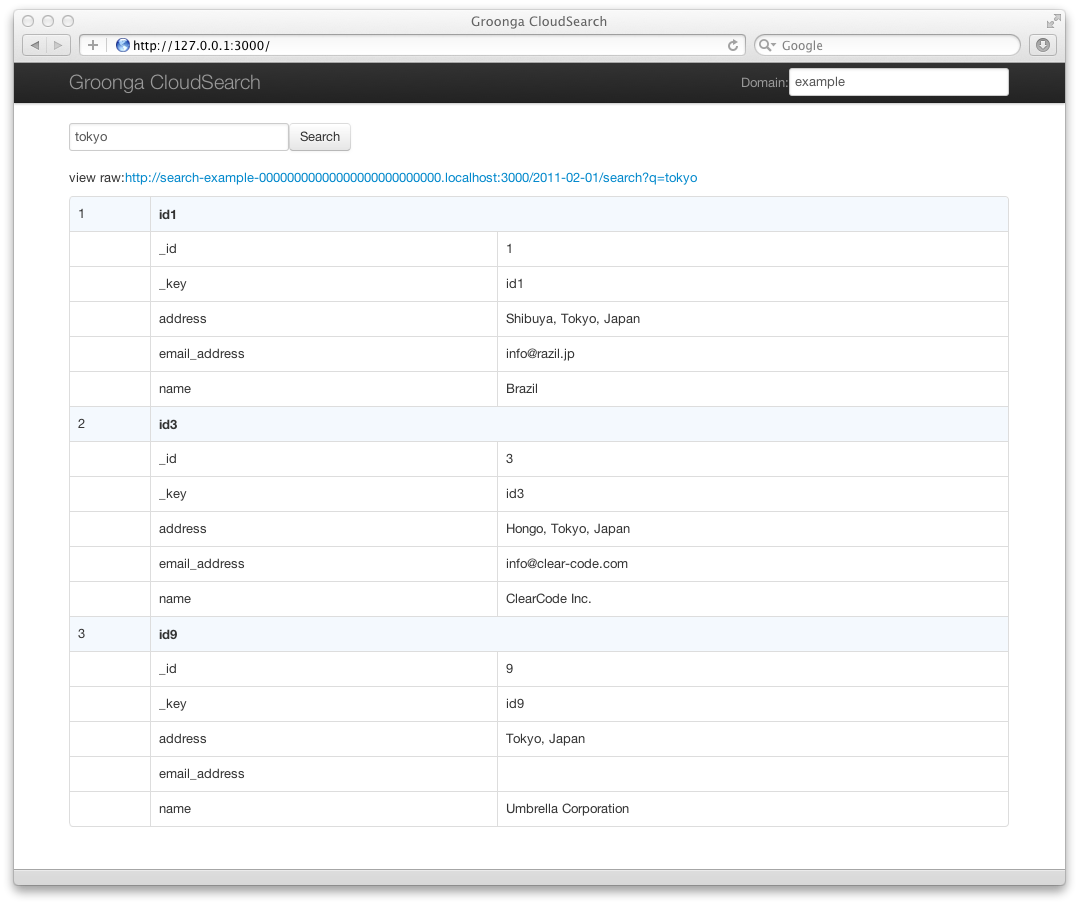 Groonga CloudSearch
http://127.0.0.1:3000/
Google
Groonga CloudSearch
Domain: example
tokyo Search
view raw:http://search-example-00000000000000000000000000.localhost:3000/2011-02-01/search?q=tokyo
1 id1
_id 1
_key id1
address Shibuya, Tokyo, Japan
email_address info@razil.jp
name Brazil
2 id3
_id 3
_key id3
address Hongo, Tokyo, Japan
email_address info@clear-code.com
name ClearCode Inc.
3 id9
_id 9
_key id9
address Tokyo, Japan
email_address
name Umbrella Corporation